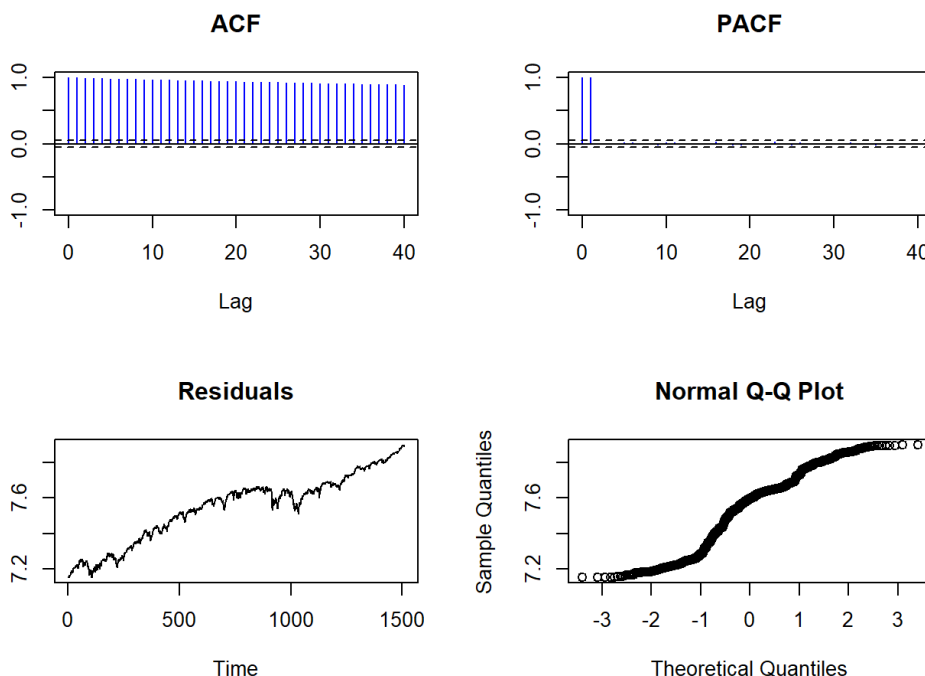 ACF
1.0
0.0
-1.0
0 10 20 30 40
Lag
PACF
1.0
0.0
-1.0
0 10 20 30 40
Lag
Residuals
7.6
7.2
0 500 1000 1500
Time
Normal Q-Q Plot
Sample Quantiles
7.6
7.2
-3 -2 -1 0 1 2 3
Theoretical Quantiles